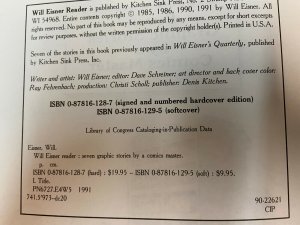 Will Eisner Reader is published by Kitchen Sink Press, No. 2
WI 54968. Entire contents copyright © 1985, 1986, 1990, 1991 by Will Eisner. All
rights reserved. No part of this book may be reproduced by any means, except for short excerpts
for review purposes, without the written permission of the copyright holder(s). Printed in U.S.A.
Seven of the stories in this book previously appeared in Will Eisner's Quarterly, published
by Kitchen Sink Press, Inc.
Writer and artist: Will Eisner; editor: Dave Schreiner; art director and back cover color:
Ray Fehrenbach; production: Christi Scholl; publisher: Denis Kitchen.
ISBN 0-87816-128-7 (signed and numbered hardcover edition)
ISBN 0-87816-129-5 (softcover)
Library of Congress Cataloging-in-Publication Data
Eisner, Will.
Will Eisner reader : seven graphic stories by a comics master.
p. cm.
ISBN 0-87816-128-7 (hard) : $19.95 – ISBN 0-87816-129-5 (soft) : $9.95.
I. Title.
PN6727.E4W5 1991
741.5'973-dc20
90-22621
CIP